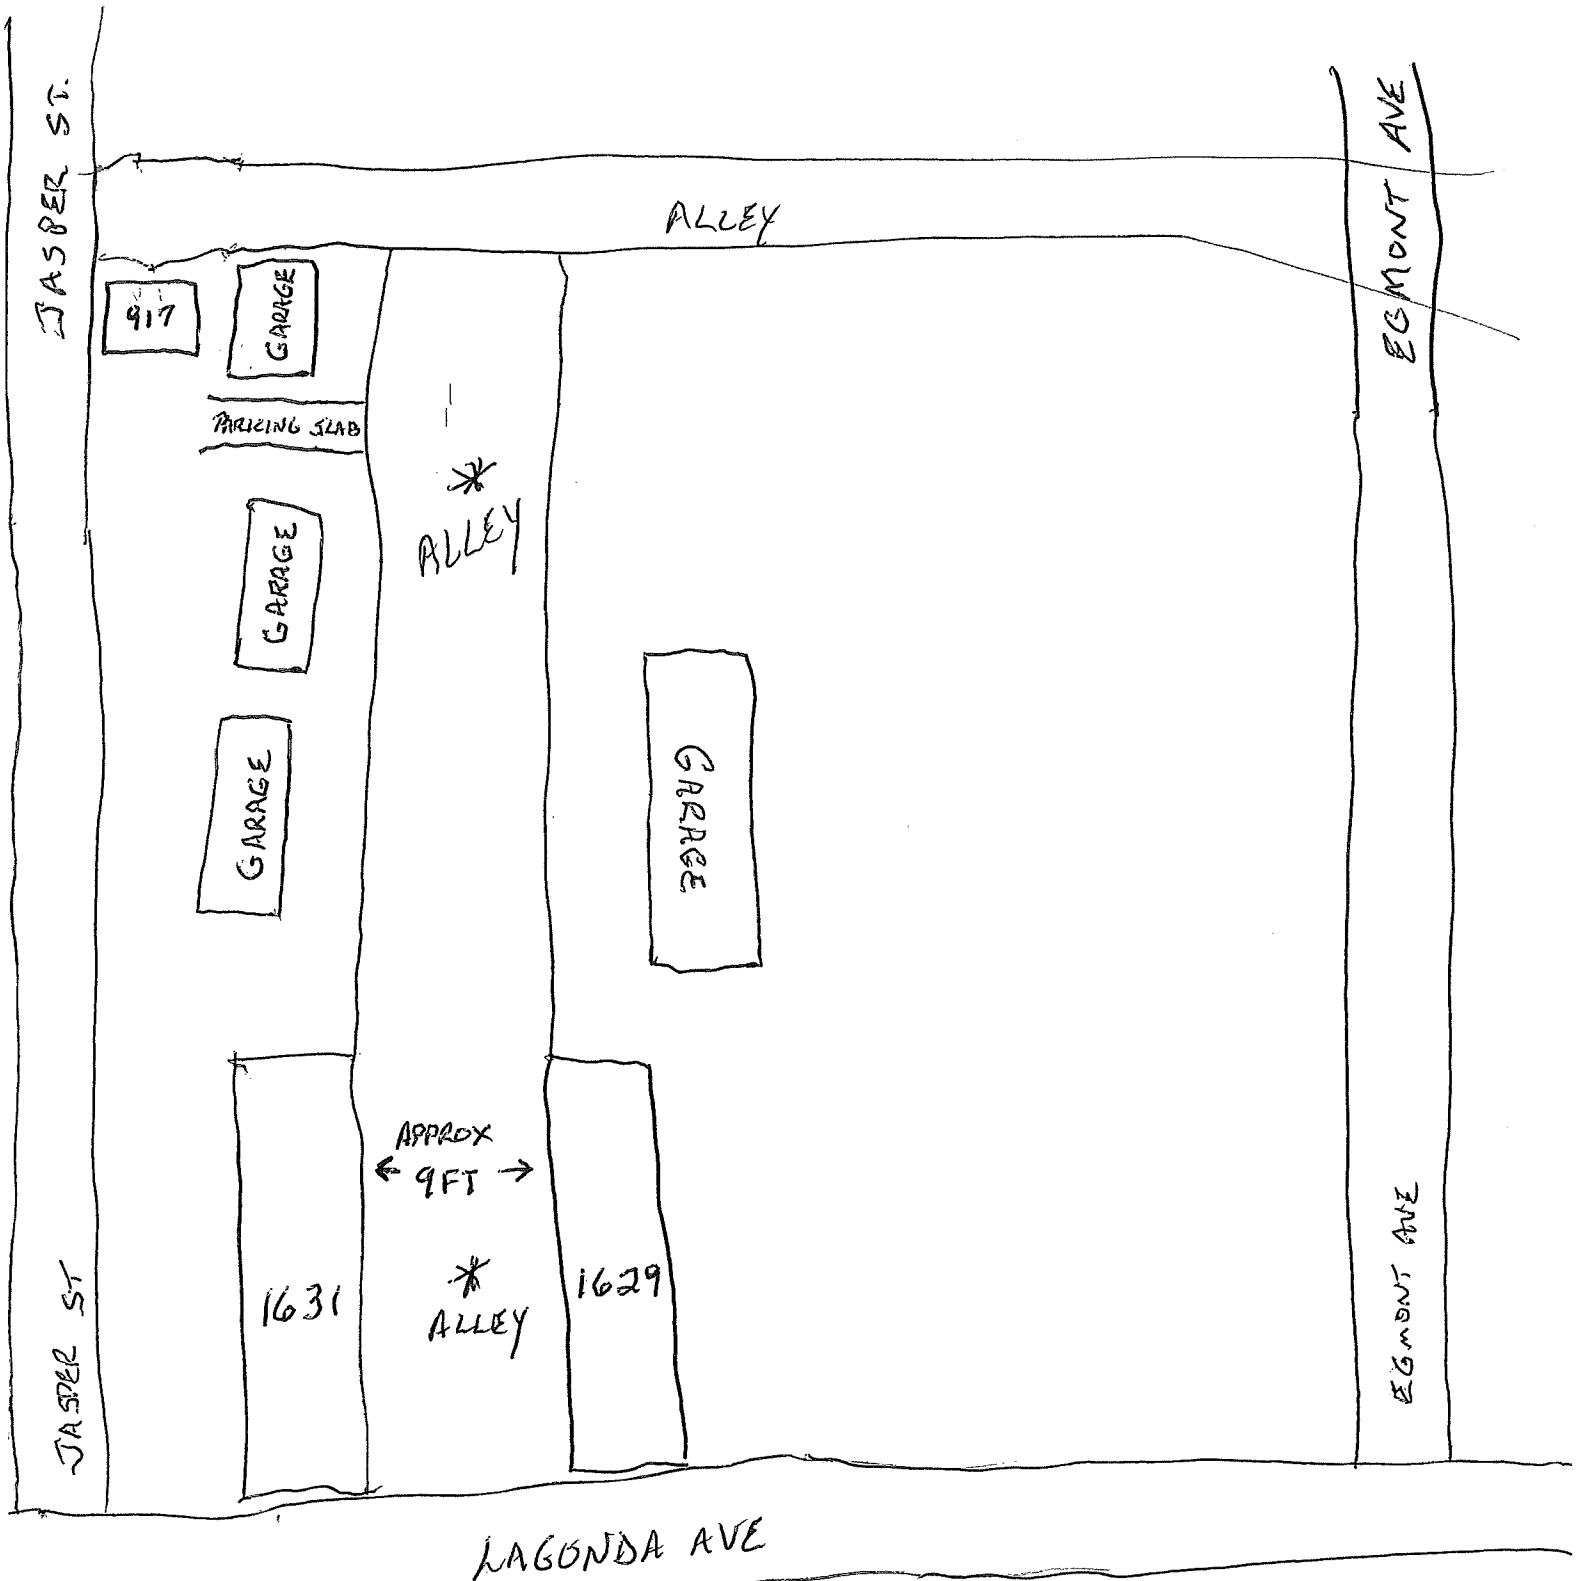 JASPER ST.
EGMONT AVE
ALLEY
917
GARAGE
PARKING SLAB
*
ALLEY
GARAGE
GARAGE
GARAGE
APPROX
← 9FT →
*
ALLEY
1631
1629
JASPER ST
EGMONT AVE
LAGONDA AVE